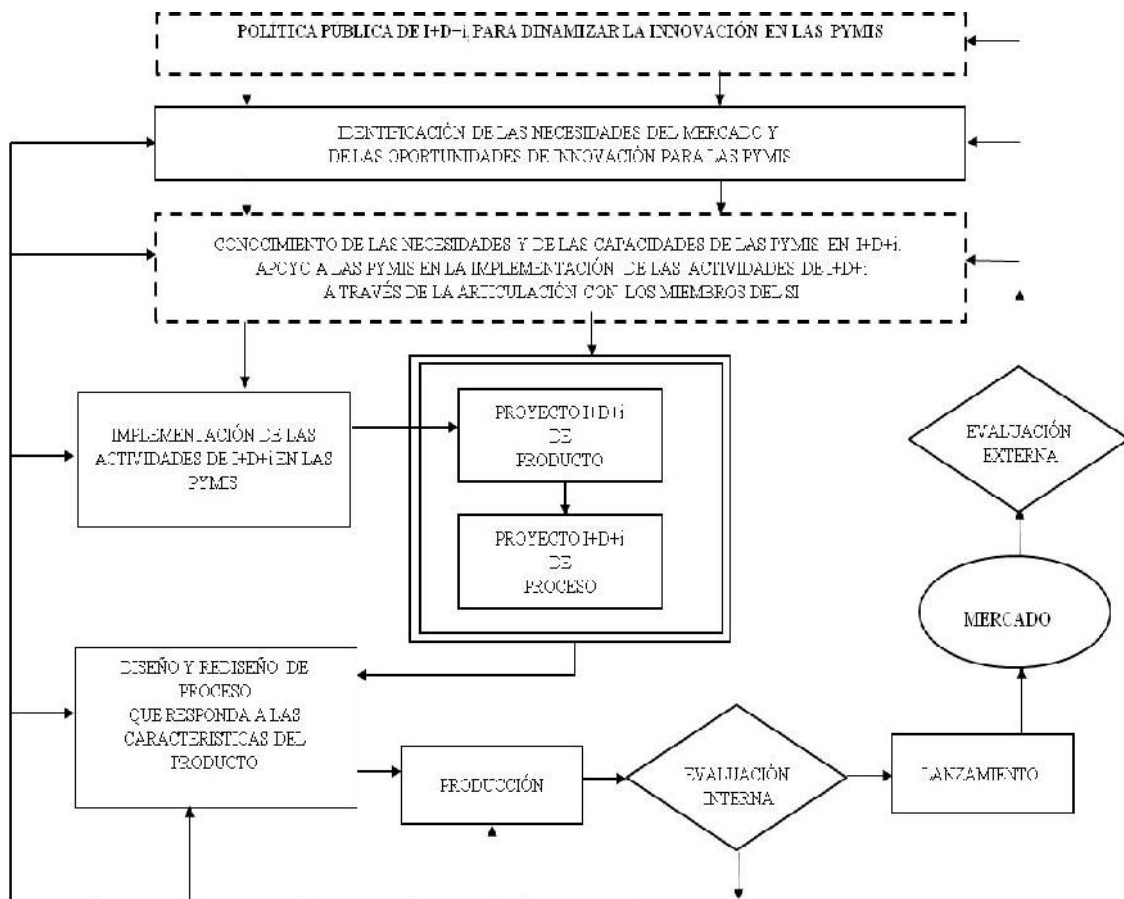 POLÍTICA PÚBLICA DE I+D+i, PARA DINAMIZAR LA INNOVACIÓN EN LAS PYMIS
IDENTIFICACIÓN DE LAS NECESIDADES DEL MERCADO Y
DE LAS OPORTUNIDADES DE INNOVACIÓN PARA LAS PYMIS
CONOCIMIENTO DE LAS NECESIDADES Y DE LAS CAPACIDADES DE LAS PYMIS EN I+D+i.
APOYO A LAS PYMIS EN LA IMPLEMENTACIÓN DE LAS ACTIVIDADES DE I+D+i
A TRAVÉS DE LA ARTICULACIÓN CON LOS MIEMBROS DEL SI
IMPLEMENTACIÓN DE LAS
ACTIVIDADES DE I+D+i EN LAS
PYMIS
PROYECTO I+D+i
DE
PRODUCTO
PROYECTO I+D+i
DE
PROCESO
EVALUACIÓN
EXTERNA
MERCADO
DISEÑO Y REDISEÑO DE
PROCESO
QUE RESPONDA A LAS
CARACTERISTICAS DEL
PRODUCTO
PRODUCCIÓN
EVALUACIÓN
INTERNA
LANZAMIENTO